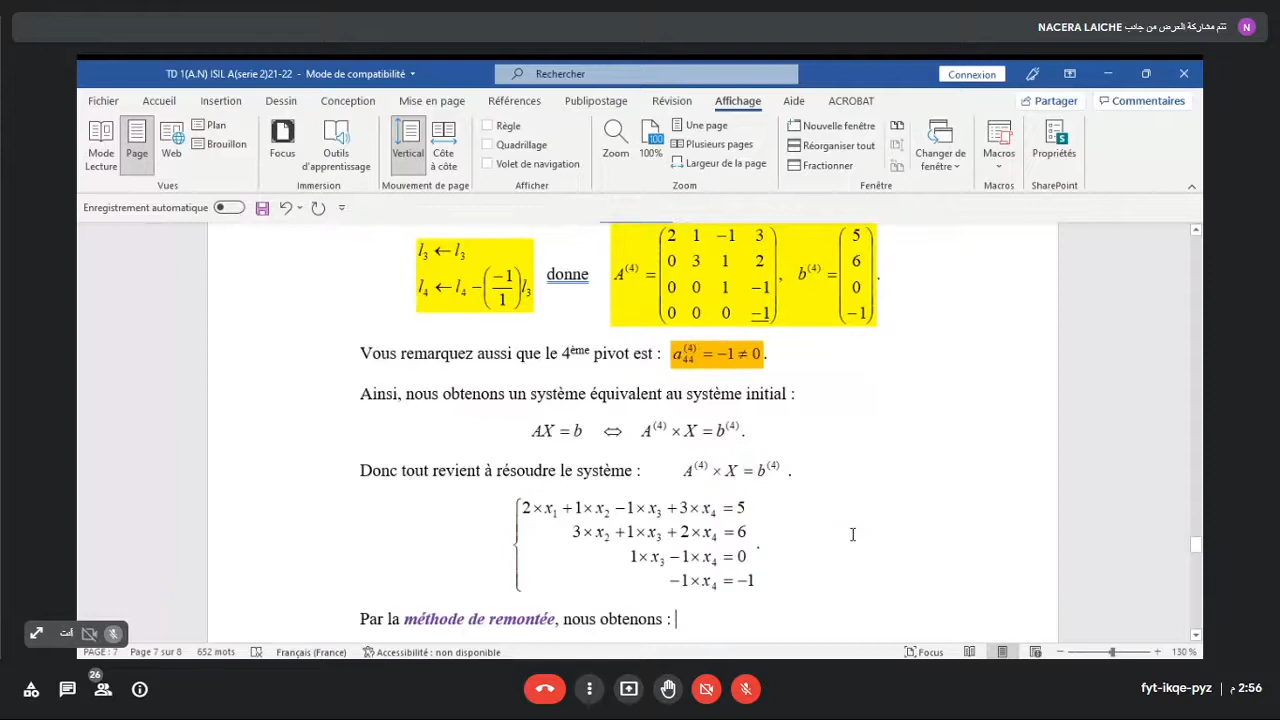 تتم مشاركة العرض من جانب NACERA LAICHE N
TD 1(A.N) ISIL A(serie 2)21-22 - Mode de compatibilité
Rechercher
Connexion
Fichier Accueil Insertion Dessin Conception Mise en page Références Publipostage Révision Affichage Aide ACROBAT
Partager Commentaires
Mode Lecture
Page
Web
Plan
Brouillon
Vues
Focus
Outils d'apprentissage
Immersion
Vertical
Côte à côte
Mouvement de page
Règle
Quadrillage
Volet de navigation
Afficher
Zoom
100
100%
Une page
Plusieurs pages
Largeur de la page
Zoom
Nouvelle fenêtre
Réorganiser tout
Fractionner
Changer de fenêtre
Fenêtre
Macros
Macros
Propriétés
SharePoint
Enregistrement automatique
l₃ ← l₃
l₄ ← l₄ − (−1/1) l₃
donne
A⁽⁴⁾ = (2 1 −1 3
0 3 1 2
0 0 1 −1
0 0 0 −1), b⁽⁴⁾ = (5
6
0
−1).
Vous remarquez aussi que le 4ème pivot est : a₄₄⁽⁴⁾ = −1 ≠ 0.
Ainsi, nous obtenons un système équivalent au système initial :
AX = b ⇔ A⁽⁴⁾ × X = b⁽⁴⁾.
Donc tout revient à résoudre le système : A⁽⁴⁾ × X = b⁽⁴⁾ .
2×x₁ +1×x₂ −1×x₃ +3×x₄ = 5
3×x₂ +1×x₃ +2×x₄ = 6
1×x₃ −1×x₄ = 0
−1×x₄ = −1
.
Par la méthode de remontée, nous obtenons :
أنت
PAGE : 7 Page 7 sur 8 652 mots Français (France) Accessibilité : non disponible Focus 130 %
26
fyt-ikqe-pyz | 2:56 م